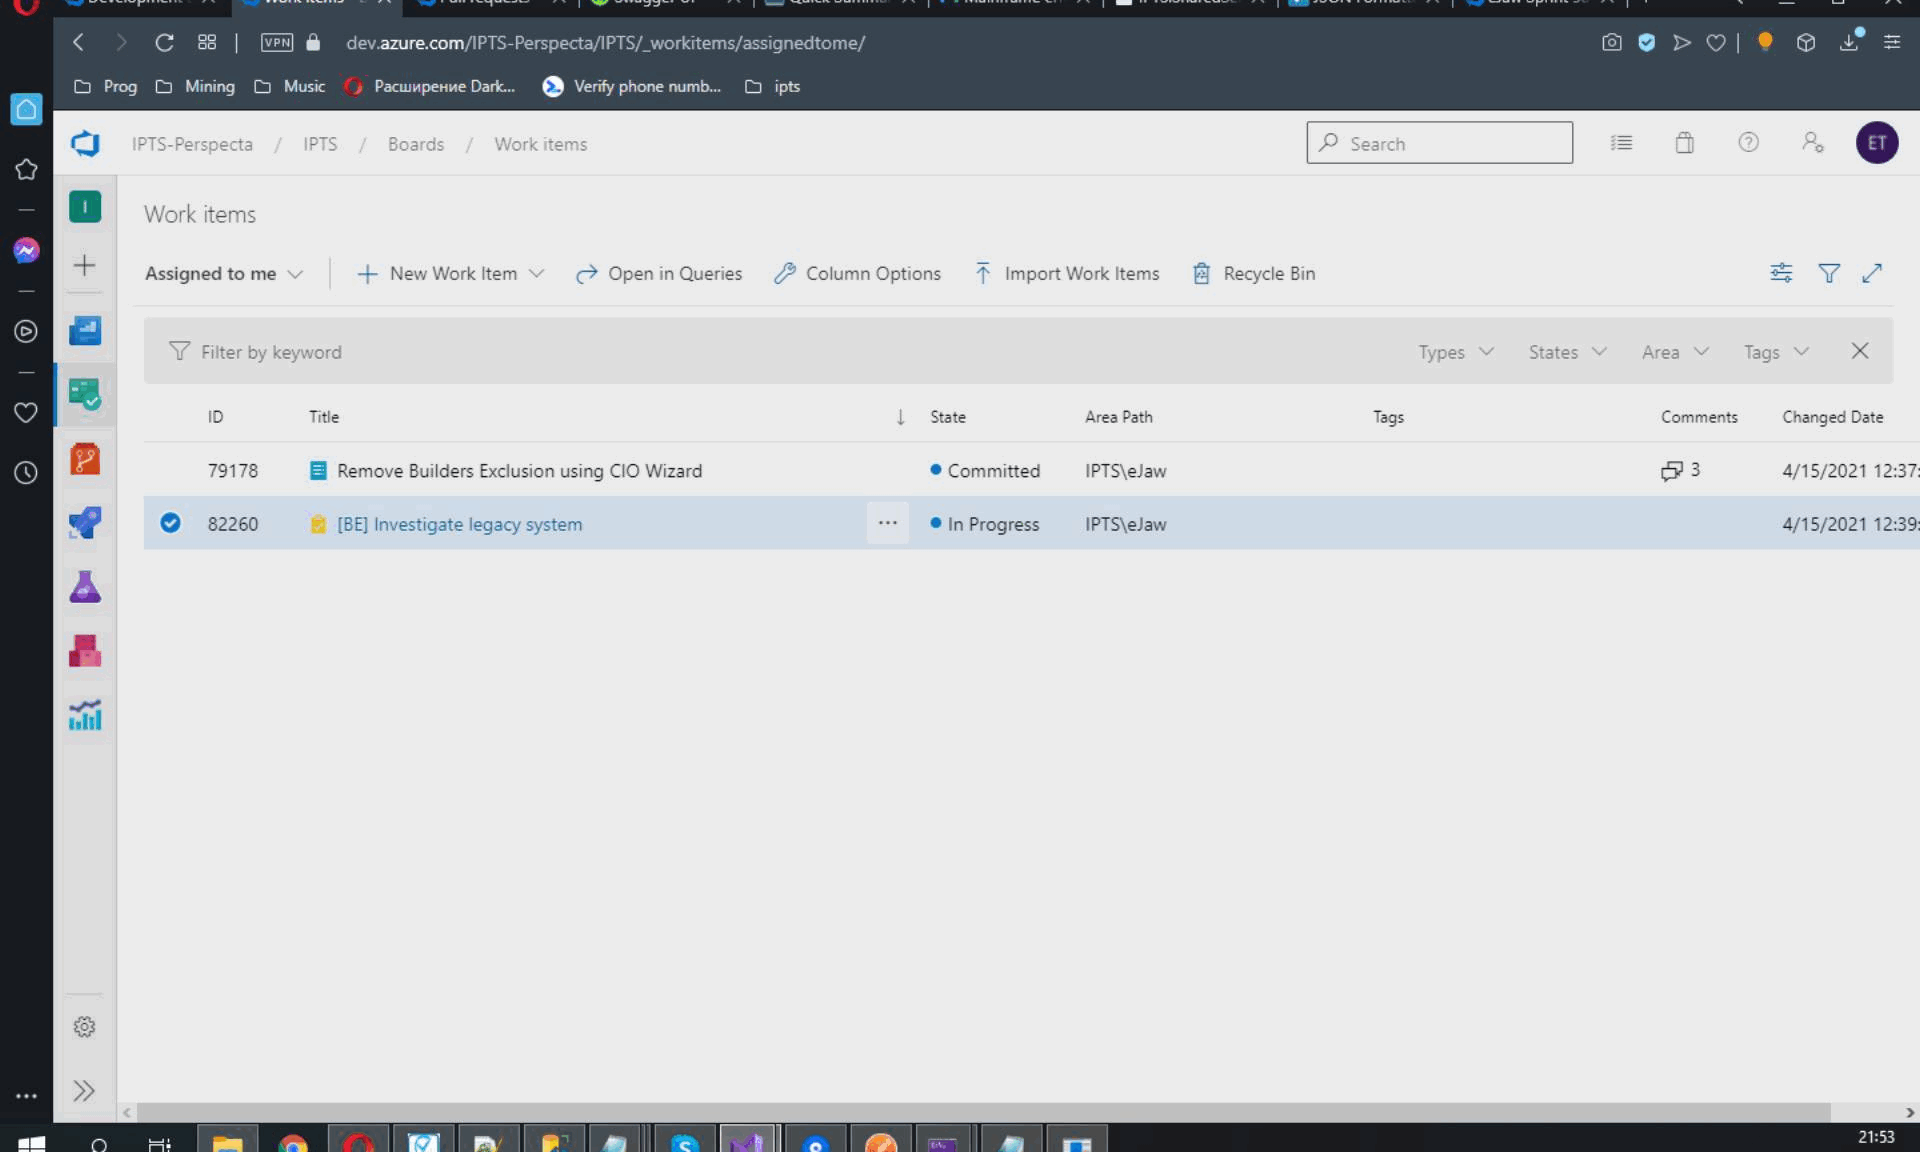 dev.azure.com/IPTS-Perspecta/IPTS/_workitems/assignedtome/
VPN
Prog Mining Music Расширение Dark... Verify phone numb... ipts
IPTS-Perspecta / IPTS / Boards / Work items
Search
ET
I
Work items
Assigned to me New Work Item Open in Queries Column Options Import Work Items Recycle Bin
Filter by keyword Types States Area Tags
ID Title State Area Path Tags Comments Changed Date
79178 Remove Builders Exclusion using CIO Wizard Committed IPTS\eJaw 3 4/15/2021 12:37:
82260 [BE] Investigate legacy system In Progress IPTS\eJaw 4/15/2021 12:39:
21:53